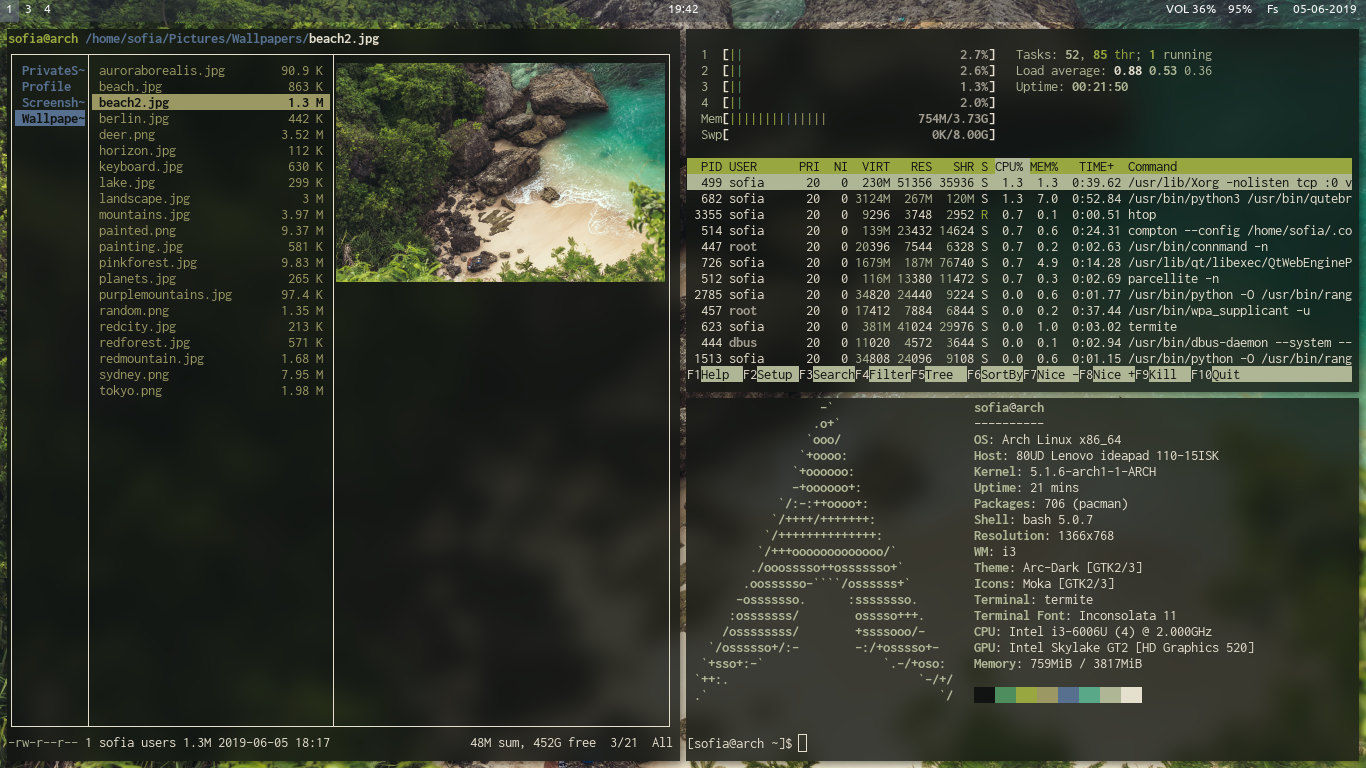 1 3 4 19:42 VOL 36% 95% Fs 05-06-2019
sofia@arch /home/sofia/Pictures/Wallpapers/beach2.jpg
PrivateS~
Profile
Screensh~
Wallpape~
auroraborealis.jpg 90.9 K
beach.jpg 863 K
beach2.jpg 1.3 M
berlin.jpg 442 K
deer.png 3.52 M
horizon.jpg 112 K
keyboard.jpg 630 K
lake.jpg 299 K
landscape.jpg 3 M
mountains.jpg 3.97 M
painted.png 9.37 M
painting.jpg 581 K
pinkforest.jpg 9.83 M
planets.jpg 265 K
purplemountains.jpg 97.4 K
random.png 1.35 M
redcity.jpg 213 K
redforest.jpg 571 K
redmountain.jpg 1.68 M
sydney.png 7.95 M
tokyo.png 1.98 M
-rw-r--r-- 1 sofia users 1.3M 2019-06-05 18:17 48M sum, 452G free 3/21 All
1 [|| 2.7%] Tasks: 52, 85 thr; 1 running
2 [|| 2.6%] Load average: 0.88 0.53 0.36
3 [|| 1.3%] Uptime: 00:21:50
4 [|| 2.0%]
Mem[|||||||||||||| 754M/3.73G]
Swp[ 0K/8.00G]
PID USER PRI NI VIRT RES SHR S CPU% MEM% TIME+ Command
499 sofia 20 0 230M 51356 35936 S 1.3 1.3 0:39.62 /usr/lib/Xorg -nolisten tcp :0 v
682 sofia 20 0 3124M 267M 120M S 1.3 7.0 0:52.84 /usr/bin/python3 /usr/bin/qutebr
3355 sofia 20 0 9296 3748 2952 R 0.7 0.1 0:00.51 htop
514 sofia 20 0 139M 23432 14624 S 0.7 0.6 0:24.31 compton --config /home/sofia/.co
447 root 20 0 20396 7544 6328 S 0.7 0.2 0:02.63 /usr/bin/connmand -n
726 sofia 20 0 1679M 187M 76740 S 0.7 4.9 0:14.28 /usr/lib/qt/libexec/QtWebEngineP
512 sofia 20 0 116M 13380 11472 S 0.7 0.3 0:02.69 parcellite -n
2785 sofia 20 0 34820 24440 9224 S 0.0 0.6 0:01.77 /usr/bin/python -O /usr/bin/rang
457 root 20 0 17412 7884 6844 S 0.0 0.2 0:37.44 /usr/bin/wpa_supplicant -u
623 sofia 20 0 381M 41024 29976 S 0.0 1.0 0:03.02 termite
444 dbus 20 0 11020 4572 3644 S 0.0 0.1 0:02.94 /usr/bin/dbus-daemon --system --
1513 sofia 20 0 34808 24096 9108 S 0.0 0.6 0:01.15 /usr/bin/python -O /usr/bin/rang
F1Help F2Setup F3SearchF4FilterF5Tree F6SortByF7Nice -F8Nice +F9Kill F10Quit
-`
.o+`
`ooo/
`+oooo:
`+oooooo:
-+oooooo+:
`/:-:++oooo+:
`/++++/+++++++:
`/++++++++++++++:
`/+++ooooooooooooo/`
./ooosssso++osssssso+`
.oossssso-````/ossssss+`
-osssssso. :ssssssso.
:osssssss/ osssso+++.
/ossssssss/ +ssssooo/-
`/ossssso+/:- -:/+osssso+-
`+sso+:-` `.-/+oso:
`++:. `-/+/
.` `/
sofia@arch
----------
OS: Arch Linux x86_64
Host: 80UD Lenovo ideapad 110-15ISK
Kernel: 5.1.6-arch1-1-ARCH
Uptime: 21 mins
Packages: 706 (pacman)
Shell: bash 5.0.7
Resolution: 1366x768
WM: i3
Theme: Arc-Dark [GTK2/3]
Icons: Moka [GTK2/3]
Terminal: termite
Terminal Font: Inconsolata 11
CPU: Intel i3-6006U (4) @ 2.000GHz
GPU: Intel Skylake GT2 [HD Graphics 520]
Memory: 759MiB / 3817MiB
[sofia@arch ~]$